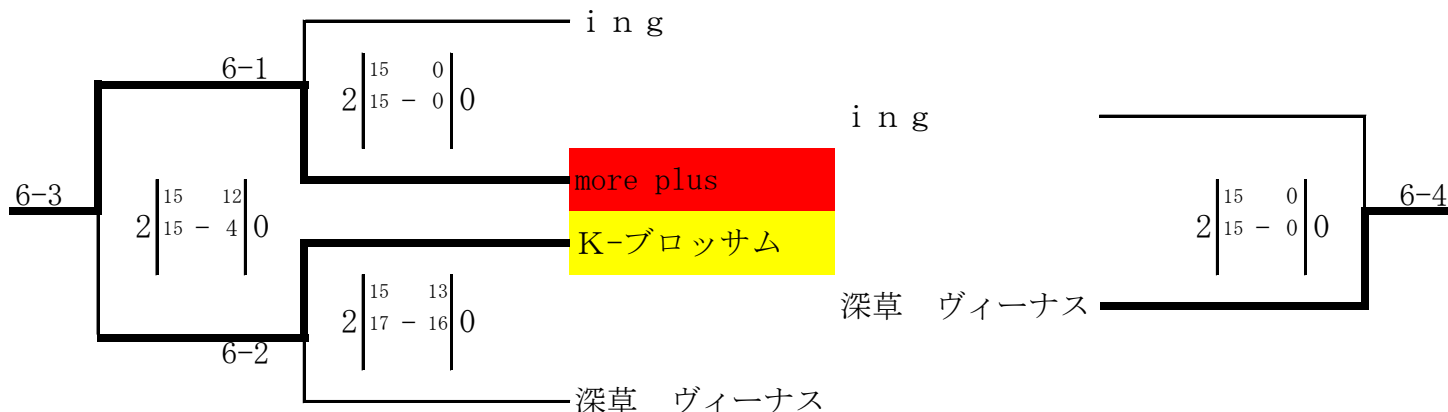 ｉｎｇ
6-1
15 0
2 15 - 0 0
more plus
6-3
15 12
2 15 - 4 0
K-ブロッサム
15 13
2 17 - 16 0
6-2
深草　ヴィーナス
ｉｎｇ
6-4
15 0
2 15 - 0 0
深草　ヴィーナス